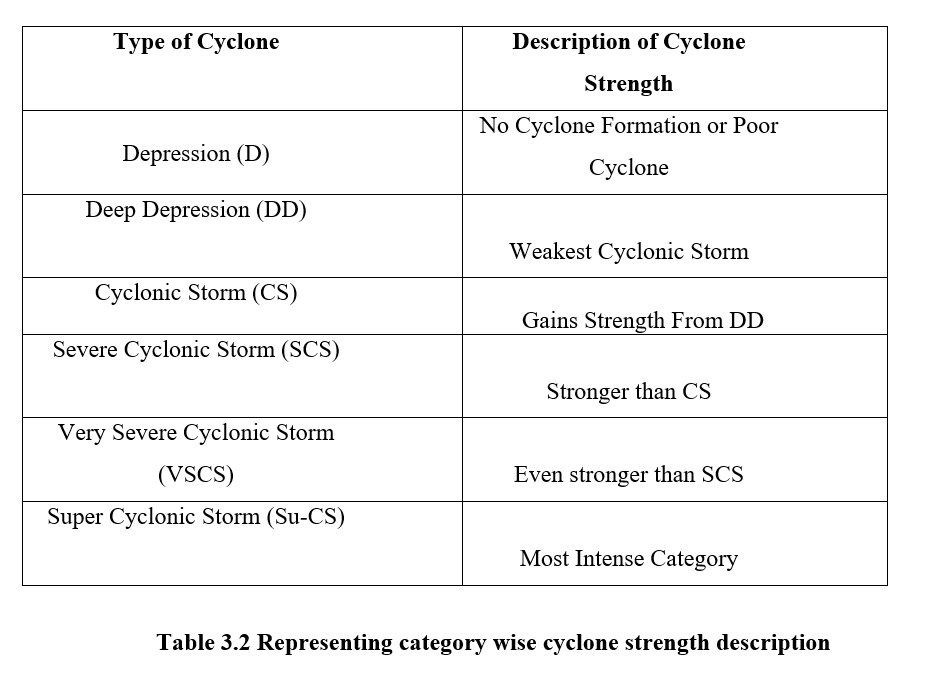 Type of Cyclone
Description of Cyclone
Strength
Depression (D)
No Cyclone Formation or Poor
Cyclone
Deep Depression (DD)
Weakest Cyclonic Storm
Cyclonic Storm (CS)
Gains Strength From DD
Severe Cyclonic Storm (SCS)
Stronger than CS
Very Severe Cyclonic Storm
(VSCS)
Even stronger than SCS
Super Cyclonic Storm (Su-CS)
Most Intense Category
Table 3.2 Representing category wise cyclone strength description